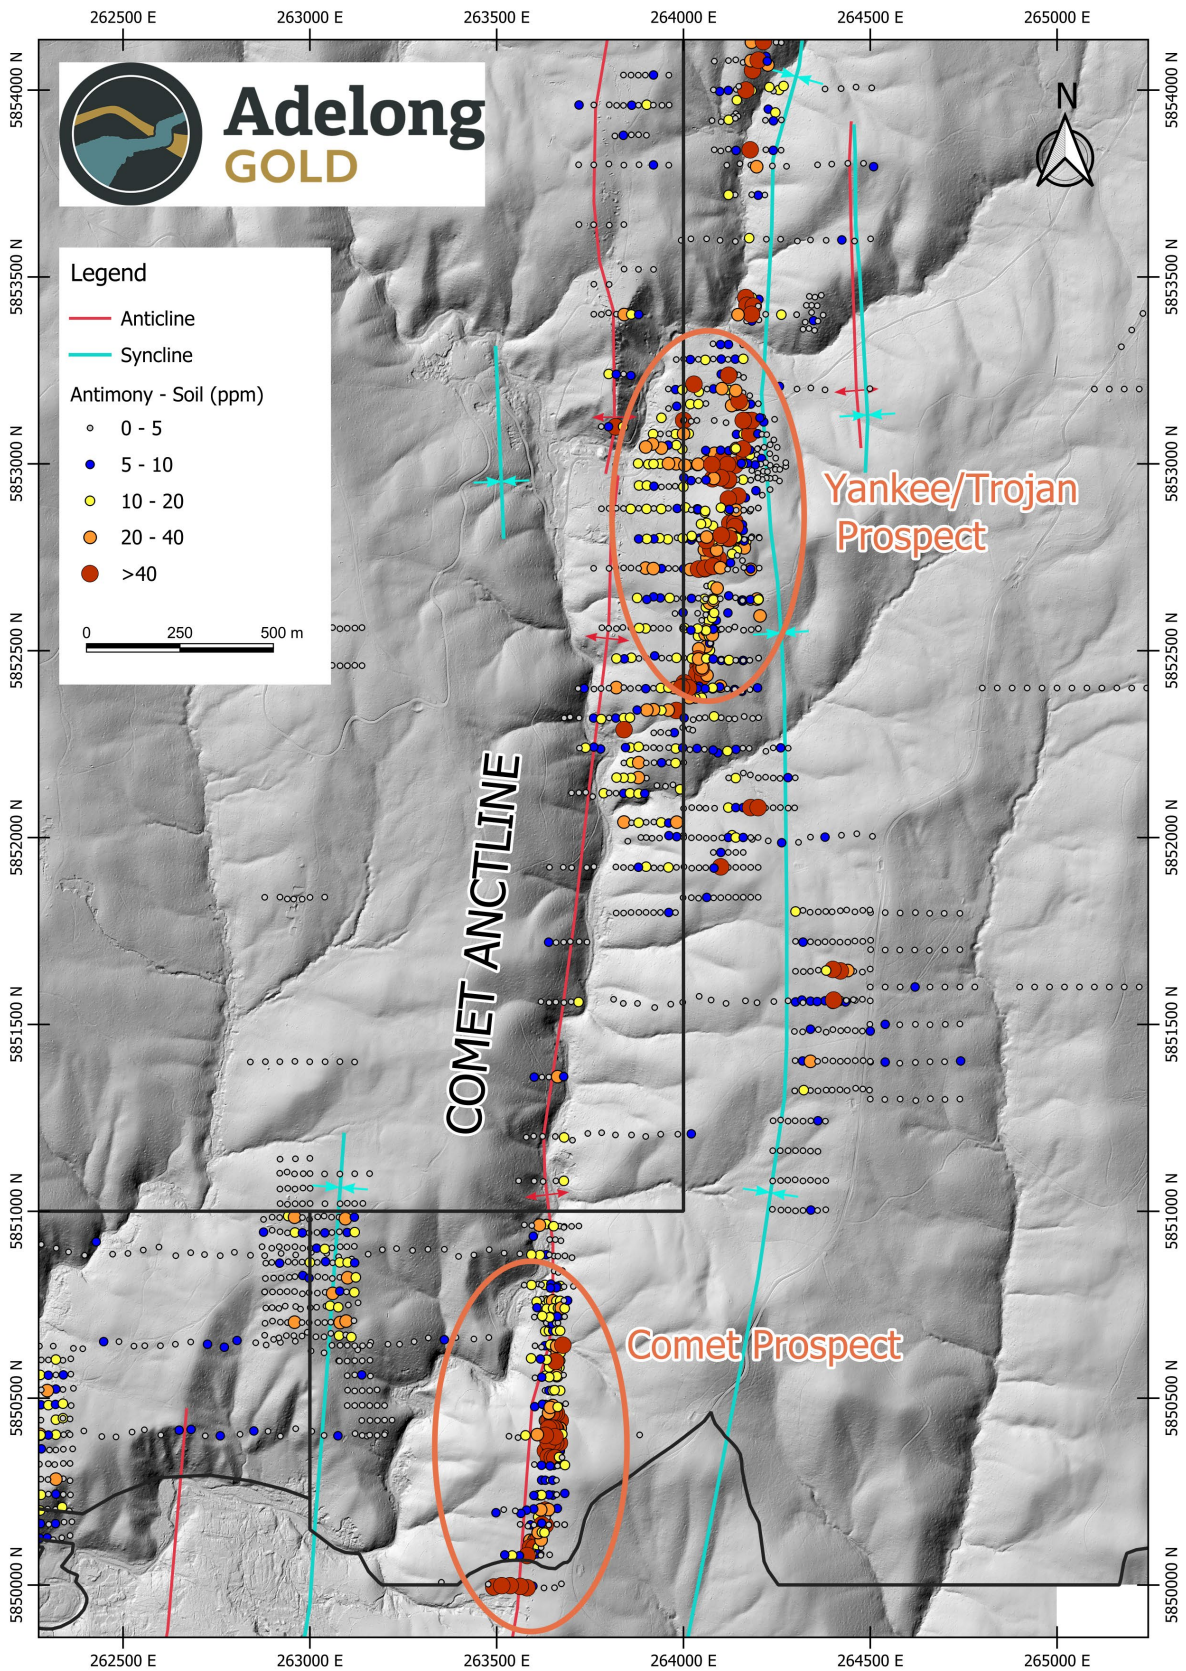 262500 E
263000 E
263500 E
264000 E
264500 E
265000 E
5854000 N
5854000 N
Adelong
GOLD
N
Legend
Anticline
Syncline
Antimony - Soil (ppm)
0 - 5
5 - 10
10 - 20
20 - 40
>40
0
250
500 m
5853500 N
5853500 N
5853000 N
5853000 N
Yankee/Trojan
Prospect
5852500 N
5852500 N
COMET ANCTLINE
5852000 N
5852000 N
5851500 N
5851500 N
5851000 N
5851000 N
Comet Prospect
5850500 N
5850500 N
5850000 N
5850000 N
262500 E
263000 E
263500 E
264000 E
264500 E
265000 E